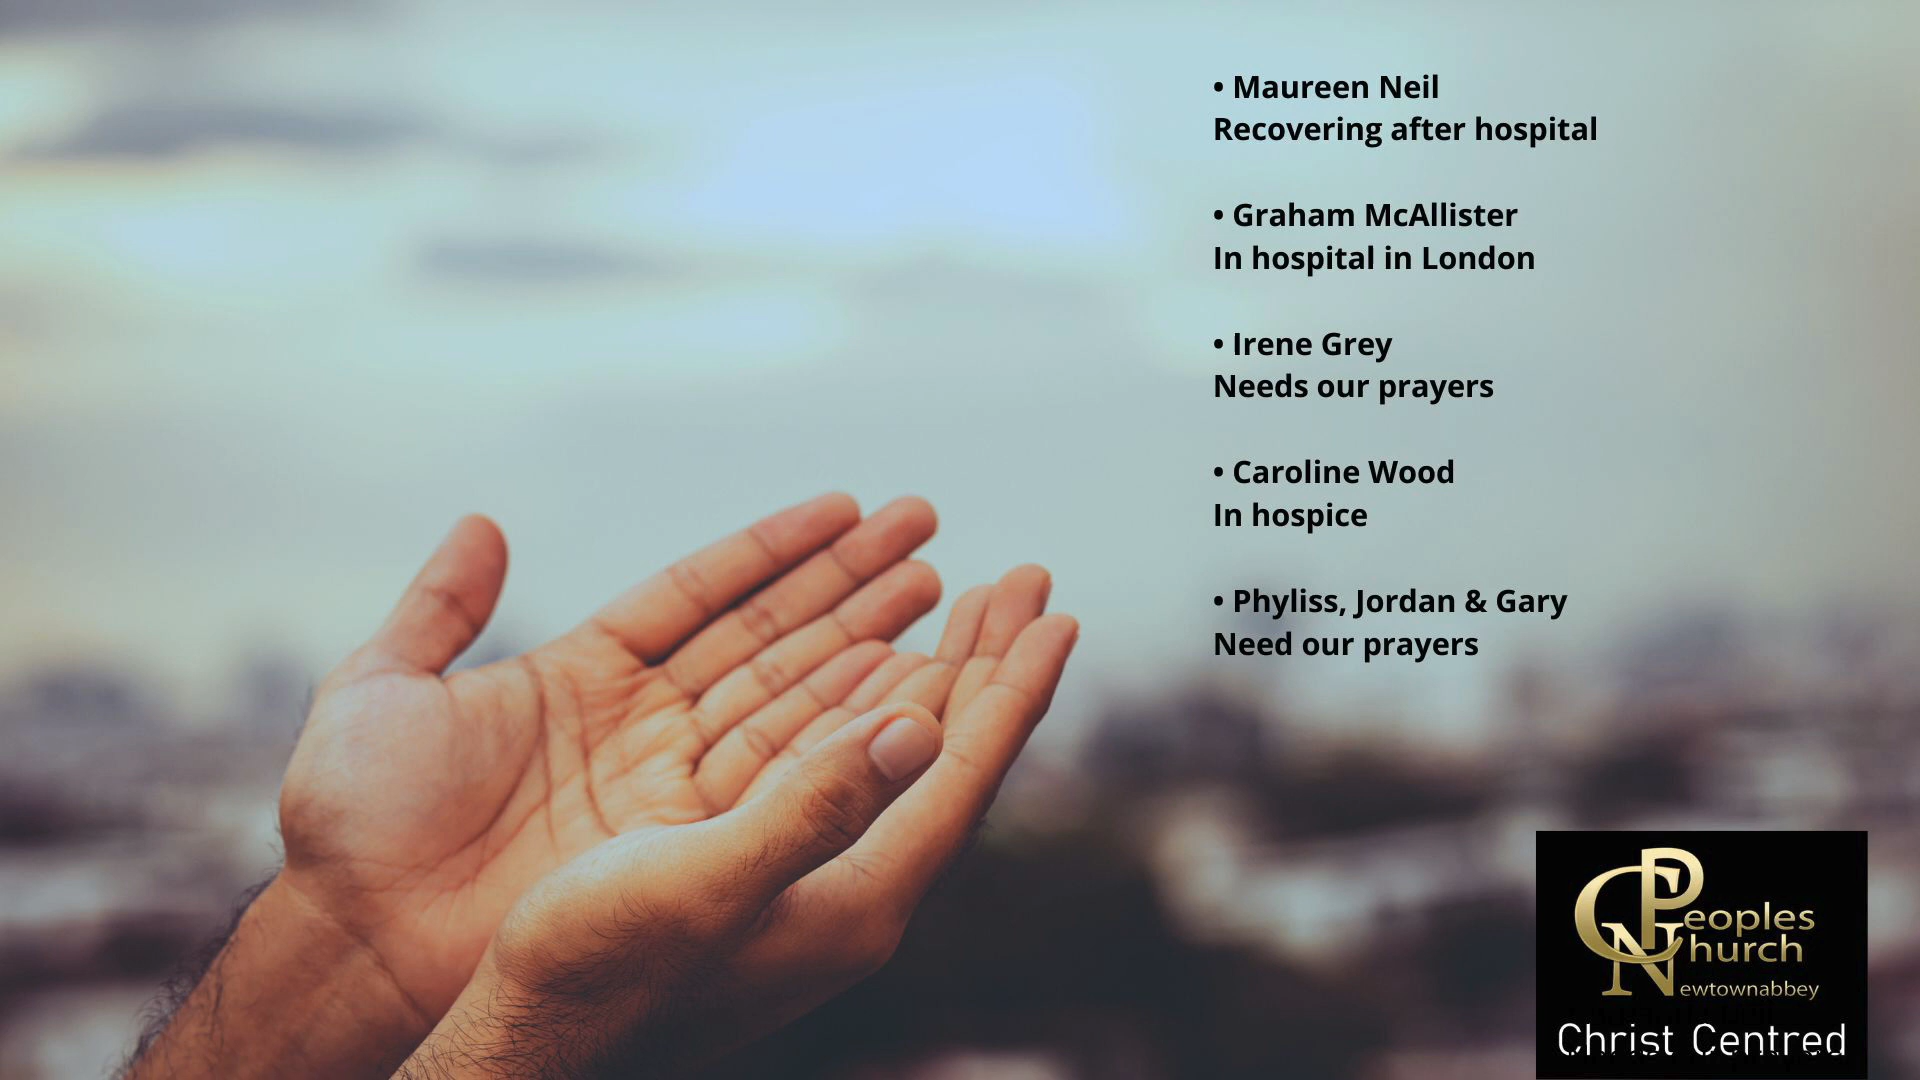 • Maureen Neil
Recovering after hospital
• Graham McAllister
In hospital in London
• Irene Grey
Needs our prayers
• Caroline Wood
In hospice
• Phyliss, Jordan & Gary
Need our prayers
Peoples
Church
Newtownabbey
Christ Centred